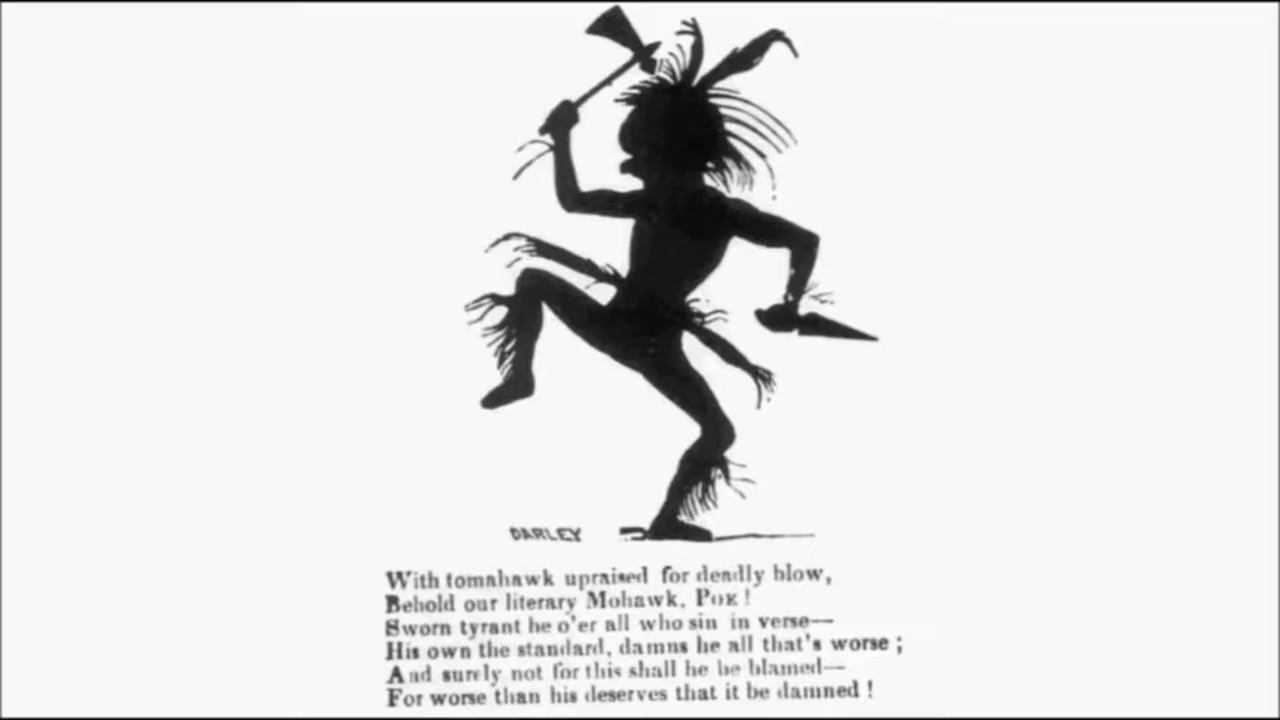 DARLEY
With tomahawk upraised for deadly blow,
Behold our literary Mohawk, POE!
Sworn tyrant he o'er all who sin in verse—
His own the standard, damns he all that's worse;
And surely not for this shall he be blamed—
For worse than his deserves that it be damned!